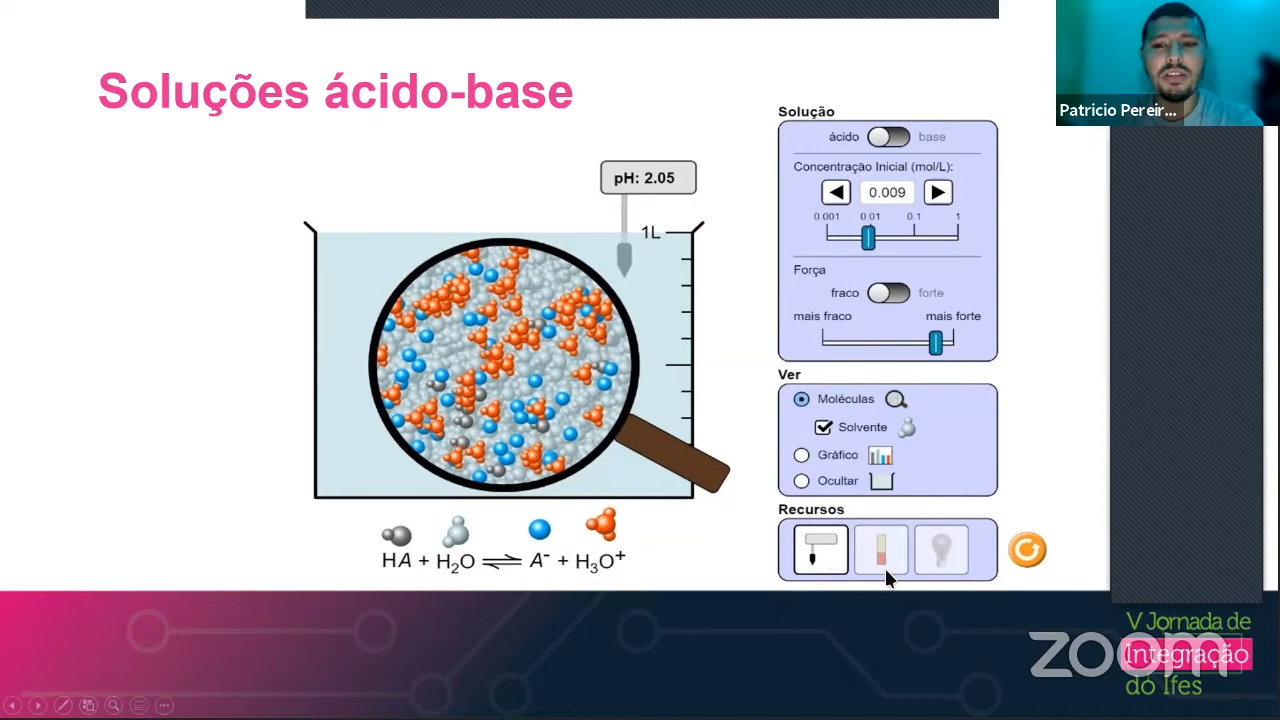 Soluções ácido-base
Patricio Pereir...
pH: 2.05
1L
HA + H2O ⇌ A⁻ + H3O⁺
Solução
ácido base
Concentração Inicial (mol/L):
0.009
0.001 0.01 0.1 1
Força
fraco forte
mais fraco mais forte
Ver
Moléculas
Solvente
Gráfico
Ocultar
Recursos
V Jornada de
Integração
do Ifes
zoom